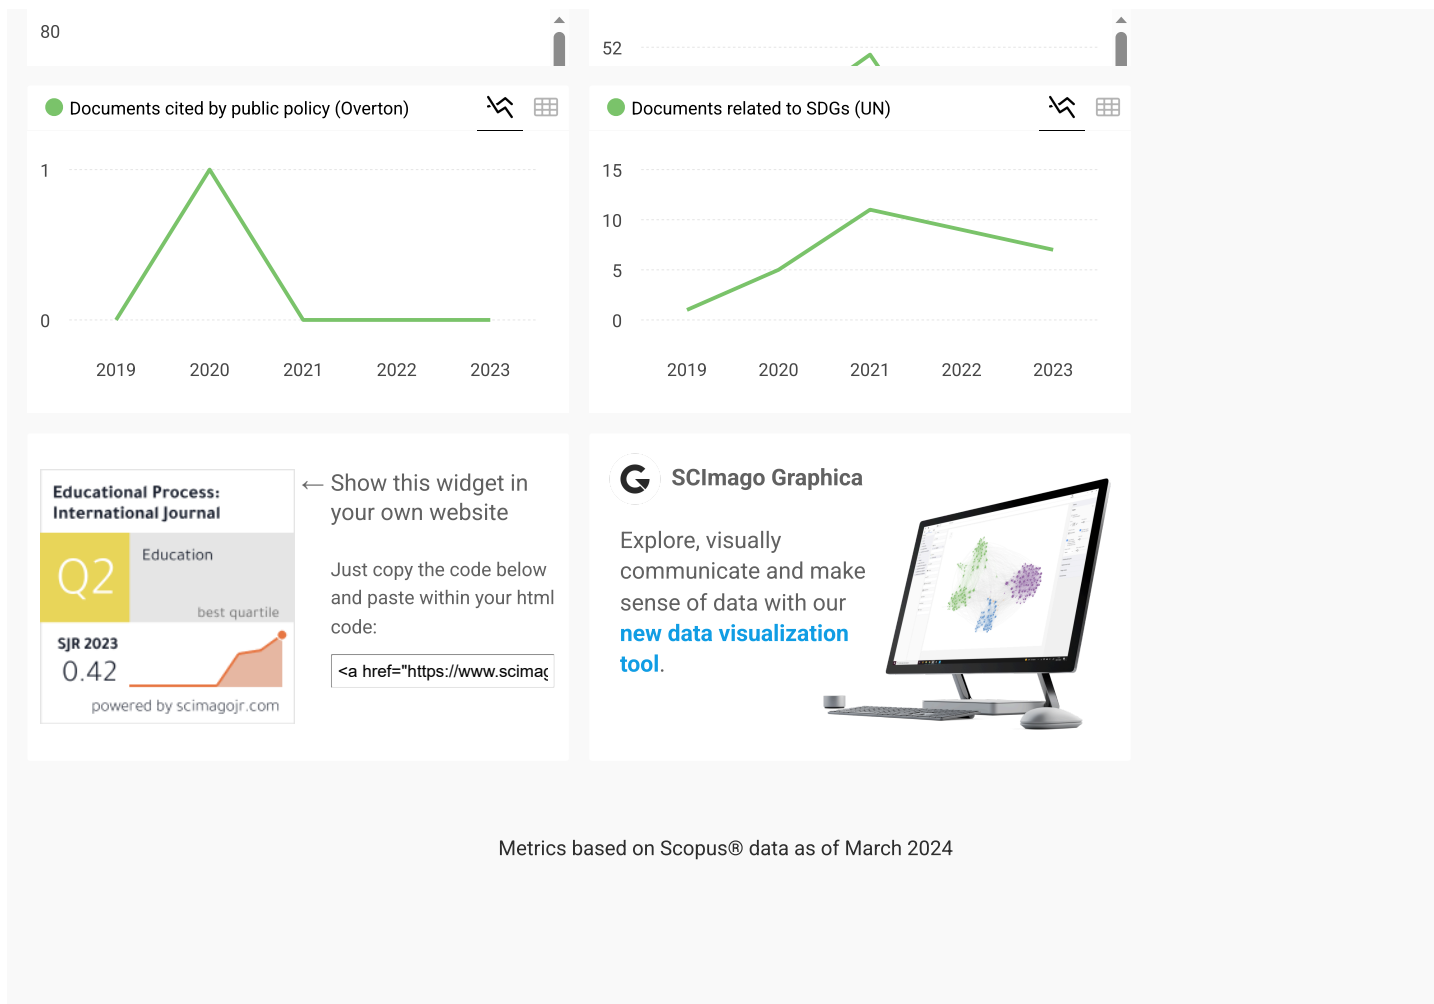 80
52
Documents cited by public policy (Overton)
1
0
2019 2020 2021 2022 2023
Documents related to SDGs (UN)
15
10
5
0
2019 2020 2021 2022 2023
Educational Process:
International Journal
Q2
Education
best quartile
SJR 2023
0.42
powered by scimagojr.com
← Show this widget in
your own website
Just copy the code below
and paste within your html
code:
<a href="https://www.scimag
SCImago Graphica
Explore, visually
communicate and make
sense of data with our
new data visualization
tool.
Metrics based on Scopus® data as of March 2024